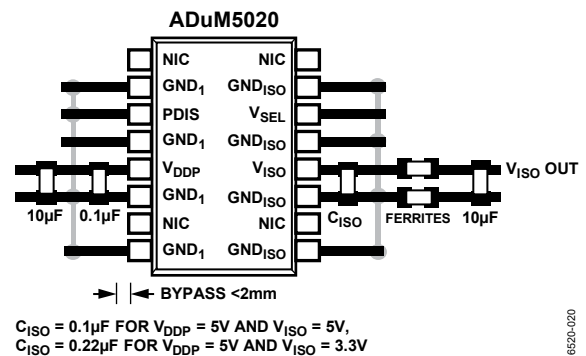 ADuM5020
NIC NIC
GND1 GNDISO
PDIS VSEL
GND1 GNDISO
VDDP VISO VISO OUT
GND1 GNDISO
10µF 0.1µF CISO FERRITES 10µF
NIC NIC
GND1 GNDISO
BYPASS <2mm
CISO = 0.1µF FOR VDDP = 5V AND VISO = 5V,
CISO = 0.22µF FOR VDDP = 5V AND VISO = 3.3V
6520-020